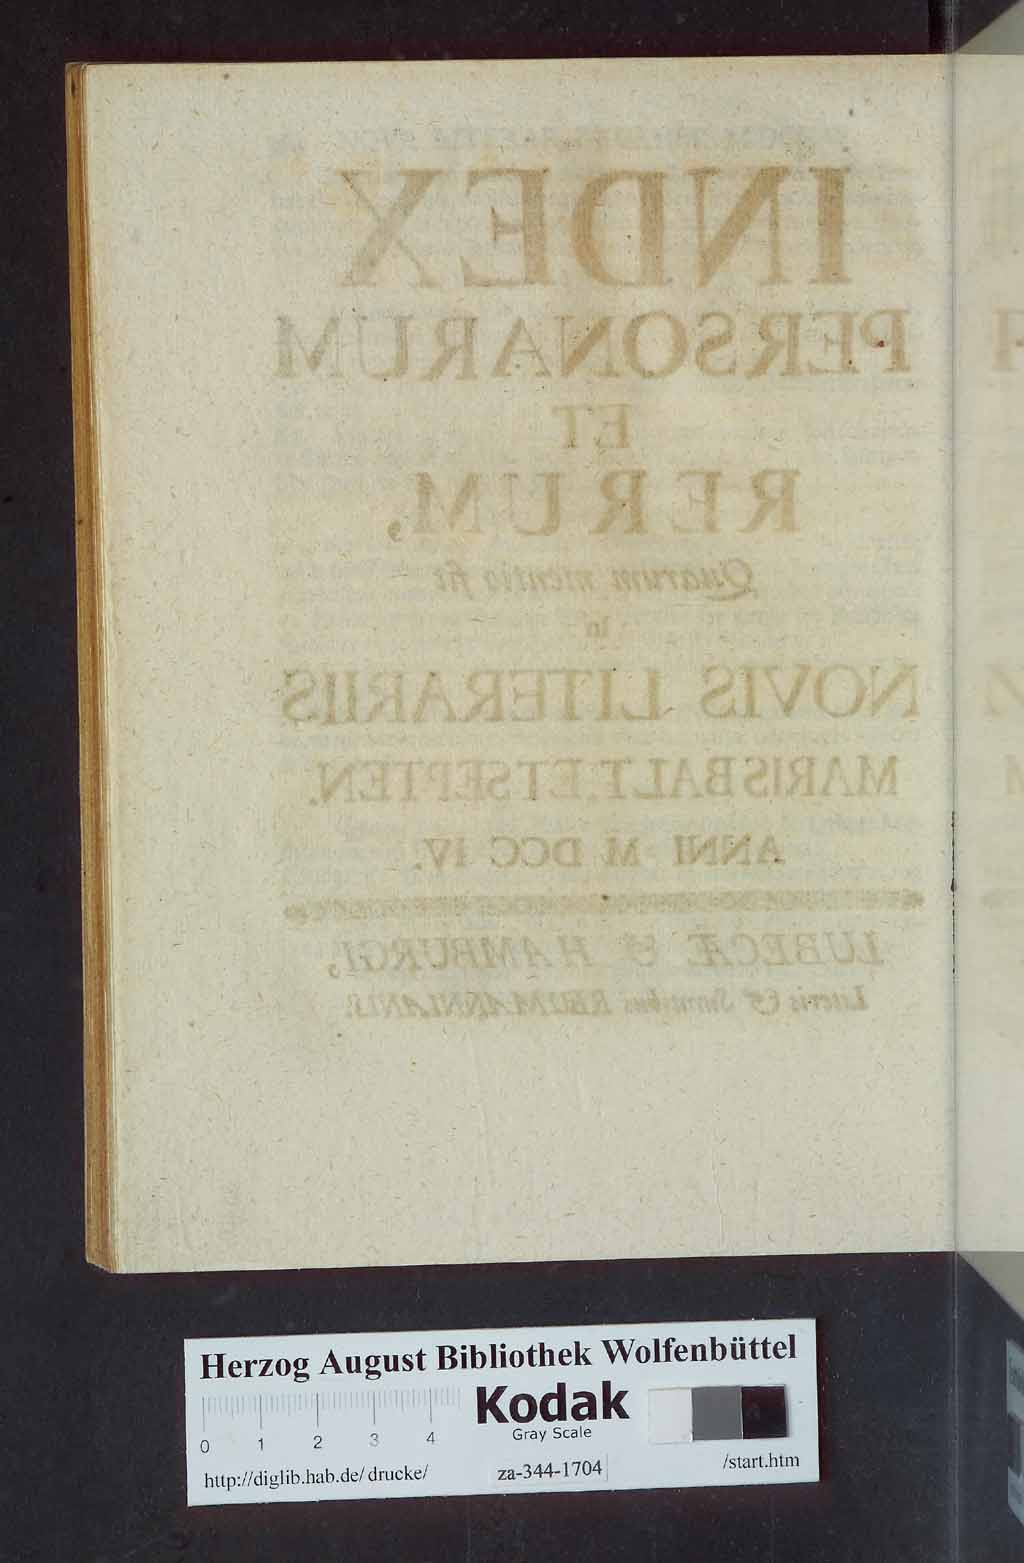 INDEX
PERSONARUM
ET
RERUM,
Quarum mentio fit
in
NOVIS LITERARIIS
MARIS BALT. ET SEPTEN.
ANNI M DCC IV.
LUBECÆ & HAMBURGI,
Literis & Sumtibus REUMANNIANIS.
Herzog August Bibliothek Wolfenbüttel
Kodak
Gray Scale
0 1 2 3 4
http://diglib.hab.de/drucke/ za-344-1704 /start.htm